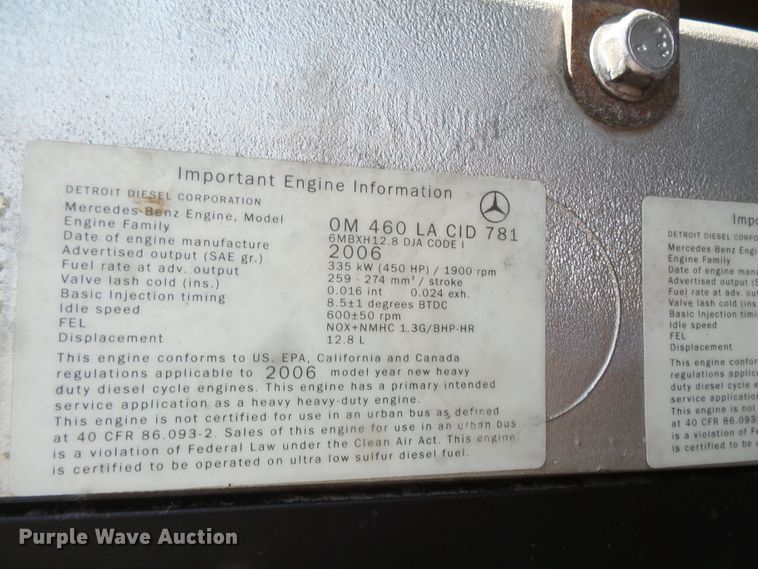 Important Engine Information
DETROIT DIESEL CORPORATION
Mercedes-Benz Engine, Model OM 460 LA CID 781
Engine Family 6MBXH12.8 DJA CODE I
Date of engine manufacture 2006
Advertised output (SAE gr.) 335 kW (450 HP) / 1900 rpm
Fuel rate at adv. output 259 - 274 mm³ / stroke
Valve lash cold (ins.) 0.016 int 0.024 exh.
Basic Injection timing 8.5±1 degrees BTDC
Idle speed 600±50 rpm
FEL NOX+NMHC 1.3G/BHP-HR
Displacement 12.8 L
This engine conforms to US. EPA, California and Canada
regulations applicable to 2006 model year new heavy
duty diesel cycle engines. This engine has a primary intended
service application as a heavy heavy-duty engine.
This engine is not certified for use in an urban bus as defined
at 40 CFR 86.093-2. Sales of this engine for use in an urban bus
is a violation of Federal Law under the Clean Air Act. This engine
is certified to be operated on ultra low sulfur diesel fuel.
DETROIT DIESEL
Mercedes-Benz
Engine Family
Date of engine
Advertised output
Fuel rate at adv.
Valve lash cold
Basic Injection
Idle speed
FEL
Displacement
This engine
regulations
duty diesel
service
This engine is not
at 40 CFR 86.093
is a violation of
is certified to be
Purple Wave Auction